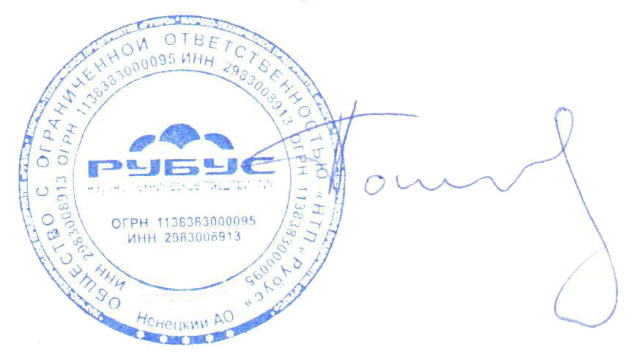 ОБЩЕСТВО С ОГРАНИЧЕННОЙ ОТВЕТСТВЕННОСТЬЮ «НТП «Рубус»
ИНН 2983008913 ОГРН 1138383000095 ИНН 2983008913 ОГРН 1138383000095
РУБУС
ОГРН 1138383000095
ИНН 2983008913
Ненецкий АО